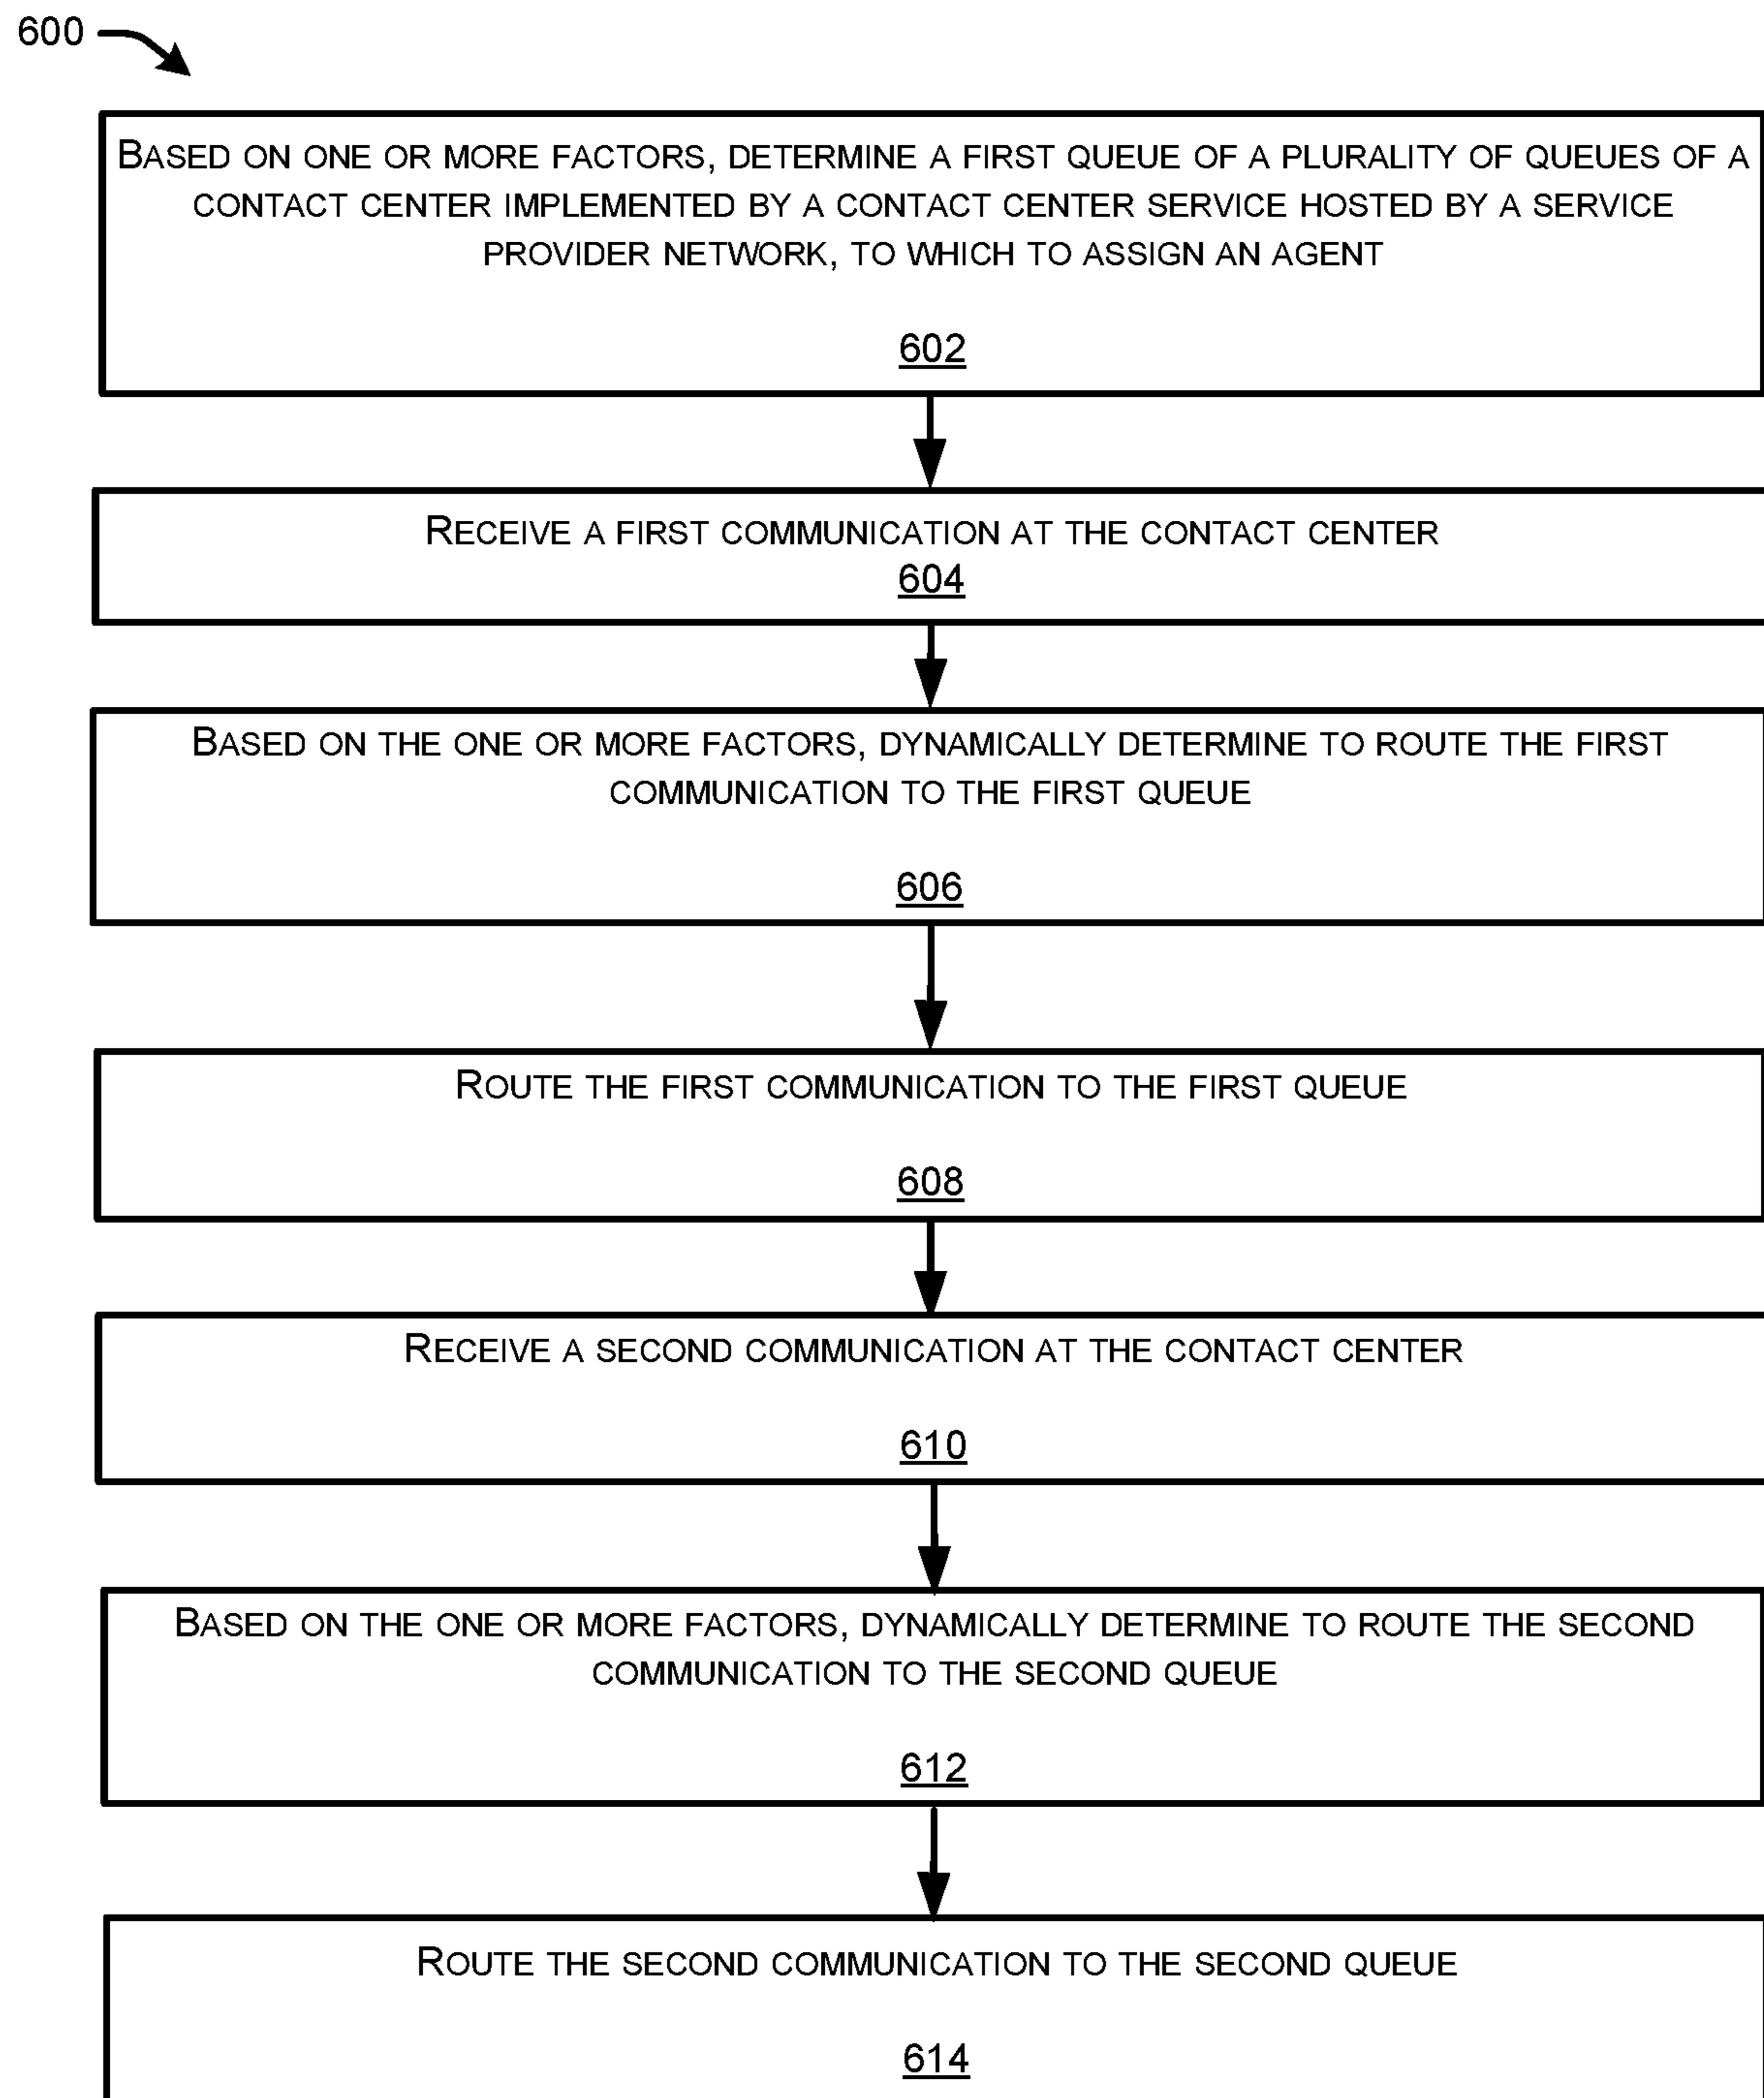 600
BASED ON ONE OR MORE FACTORS, DETERMINE A FIRST QUEUE OF A PLURALITY OF QUEUES OF A
CONTACT CENTER IMPLEMENTED BY A CONTACT CENTER SERVICE HOSTED BY A SERVICE
PROVIDER NETWORK, TO WHICH TO ASSIGN AN AGENT
602
RECEIVE A FIRST COMMUNICATION AT THE CONTACT CENTER
604
BASED ON THE ONE OR MORE FACTORS, DYNAMICALLY DETERMINE TO ROUTE THE FIRST
COMMUNICATION TO THE FIRST QUEUE
606
ROUTE THE FIRST COMMUNICATION TO THE FIRST QUEUE
608
RECEIVE A SECOND COMMUNICATION AT THE CONTACT CENTER
610
BASED ON THE ONE OR MORE FACTORS, DYNAMICALLY DETERMINE TO ROUTE THE SECOND
COMMUNICATION TO THE SECOND QUEUE
612
ROUTE THE SECOND COMMUNICATION TO THE SECOND QUEUE
614